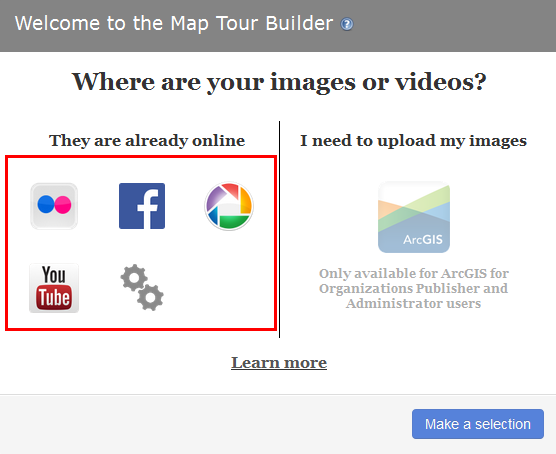 Welcome to the Map Tour Builder ?
Where are your images or videos?
They are already online
I need to upload my images
You
Tube
ArcGIS
Only available for ArcGIS for
Organizations Publisher and
Administrator users
Learn more
Make a selection